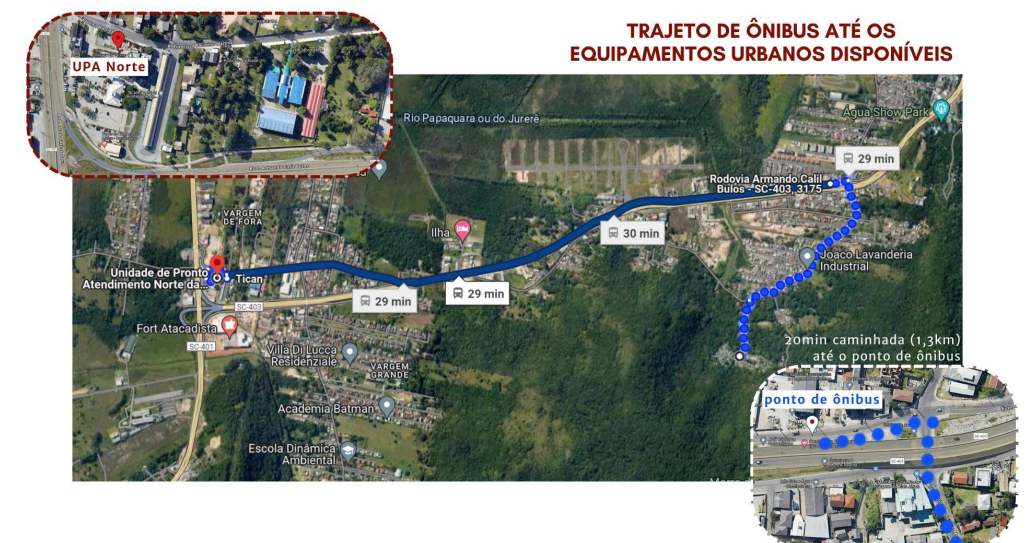 TRAJETO DE ÔNIBUS ATÉ OS
EQUIPAMENTOS URBANOS DISPONÍVEIS
UPA Norte
Rio Papaquara ou do Jurerê
Água Show Park
29 min
Rodovia Armando Calil
Bulos - SC-403, 3175
VARGEM
DE FORA
Ilha
30 min
Joaco Lavanderia
Industrial
Unidade de Pronto
Atendimento Norte da...
Tican
29 min
29 min
SC-403
Fort Atacadista
SC-401
Villa Di Lucca
Residenziale
VARGEM
GRANDE
20min caminhada (1,3km)
até o ponto de ônibus
Academia Batman
ponto de ônibus
Escola Dinâmica
Ambiental